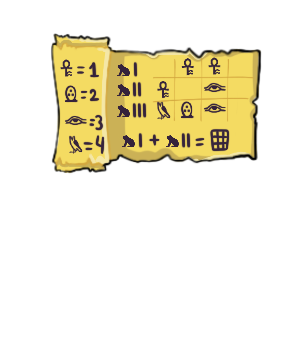 =1
=2
=3
=4
I
II
III
I + II =